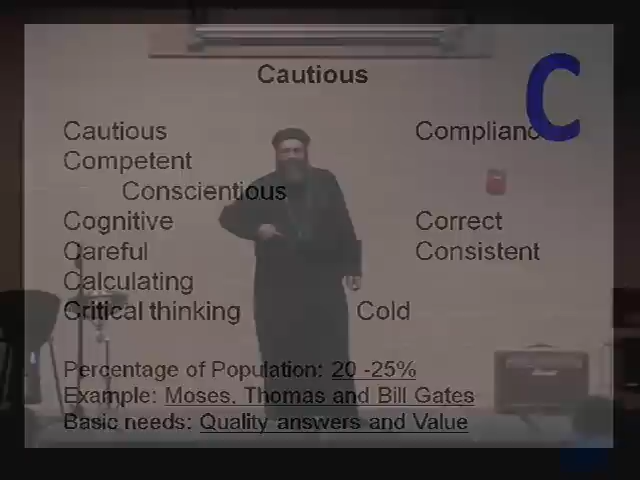 Cautious
C
Cautious Complianc
Competent
Conscientious
Cognitive Correct
Careful Consistent
Calculating
Critical thinking Cold
Percentage of Population: 20 -25%
Example: Moses, Thomas and Bill Gates
Basic needs: Quality answers and Value